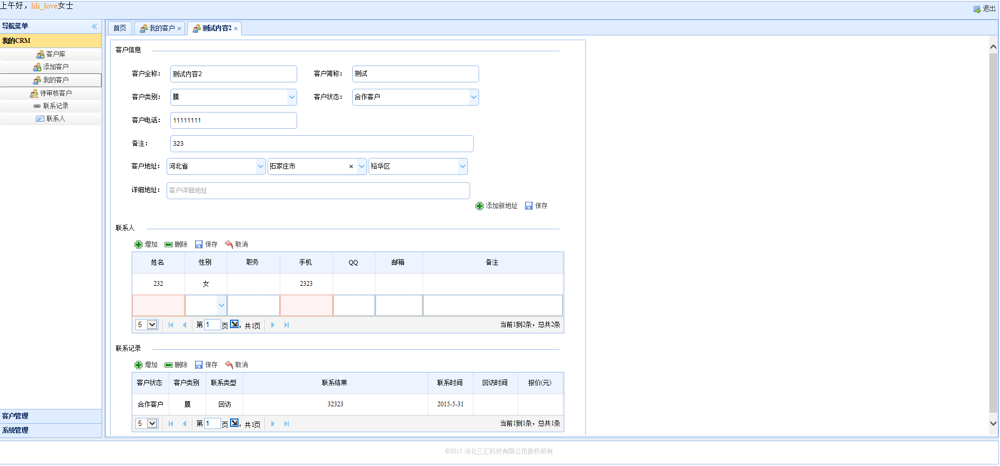 上午好，lili_love女士
退出
导航菜单
我的CRM
客户库
添加客户
我的客户
待审核客户
联系记录
联系人
客户管理
系统管理
首页 我的客户 测试内容2
客户信息
客户全称： 测试内容2 客户简称： 测试
客户类别： 膜 客户状态： 合作客户
客户电话： 11111111
备注： 323
客户地址： 河北省 石家庄市 裕华区
详细地址： 客户详细地址
添加新地址 保存
联系人
增加 删除 保存 取消
姓名 性别 职务 手机 QQ 邮箱 备注
232 女 2323
5 第 1 页 ，共1页 当前1到2条，总共2条
联系记录
增加 删除 保存 取消
客户状态 客户类别 联系类型 联系结果 联系时间 回访时间 报价(元)
合作客户 膜 回访 32323 2015-5-31
5 第 1 页 ，共1页 当前1到1条，总共1条
©2015 河北三汇科技有限公司版权所有